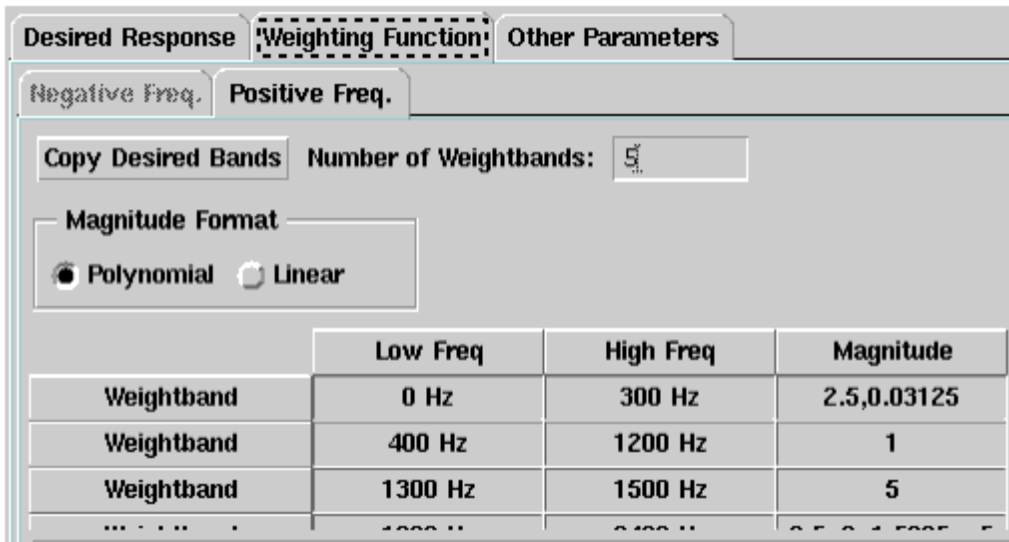 Desired Response Weighting Function Other Parameters
Negative Freq. Positive Freq.
Copy Desired Bands Number of Weightbands: 5
Magnitude Format
Polynomial Linear
Low Freq High Freq Magnitude
Weightband 0 Hz 300 Hz 2.5,0.03125
Weightband 400 Hz 1200 Hz 1
Weightband 1300 Hz 1500 Hz 5